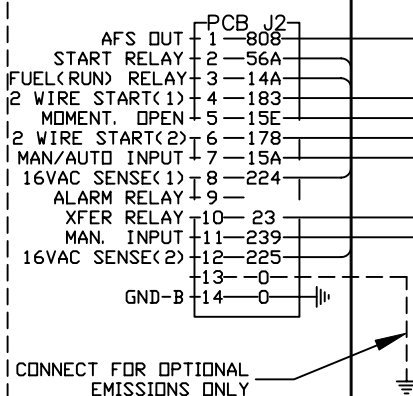 PCB J2
AFS OUT 1 808
START RELAY 2 56A
FUEL(RUN) RELAY 3 14A
2 WIRE START(1) 4 183
MOMENT. OPEN 5 15E
2 WIRE START(2) 6 178
MAN/AUTO INPUT 7 15A
16VAC SENSE(1) 8 224
ALARM RELAY 9
XFER RELAY 10 23
MAN. INPUT 11 239
16VAC SENSE(2) 12 225
13 0
GND-B 14 0
CONNECT FOR OPTIONAL
EMISSIONS ONLY